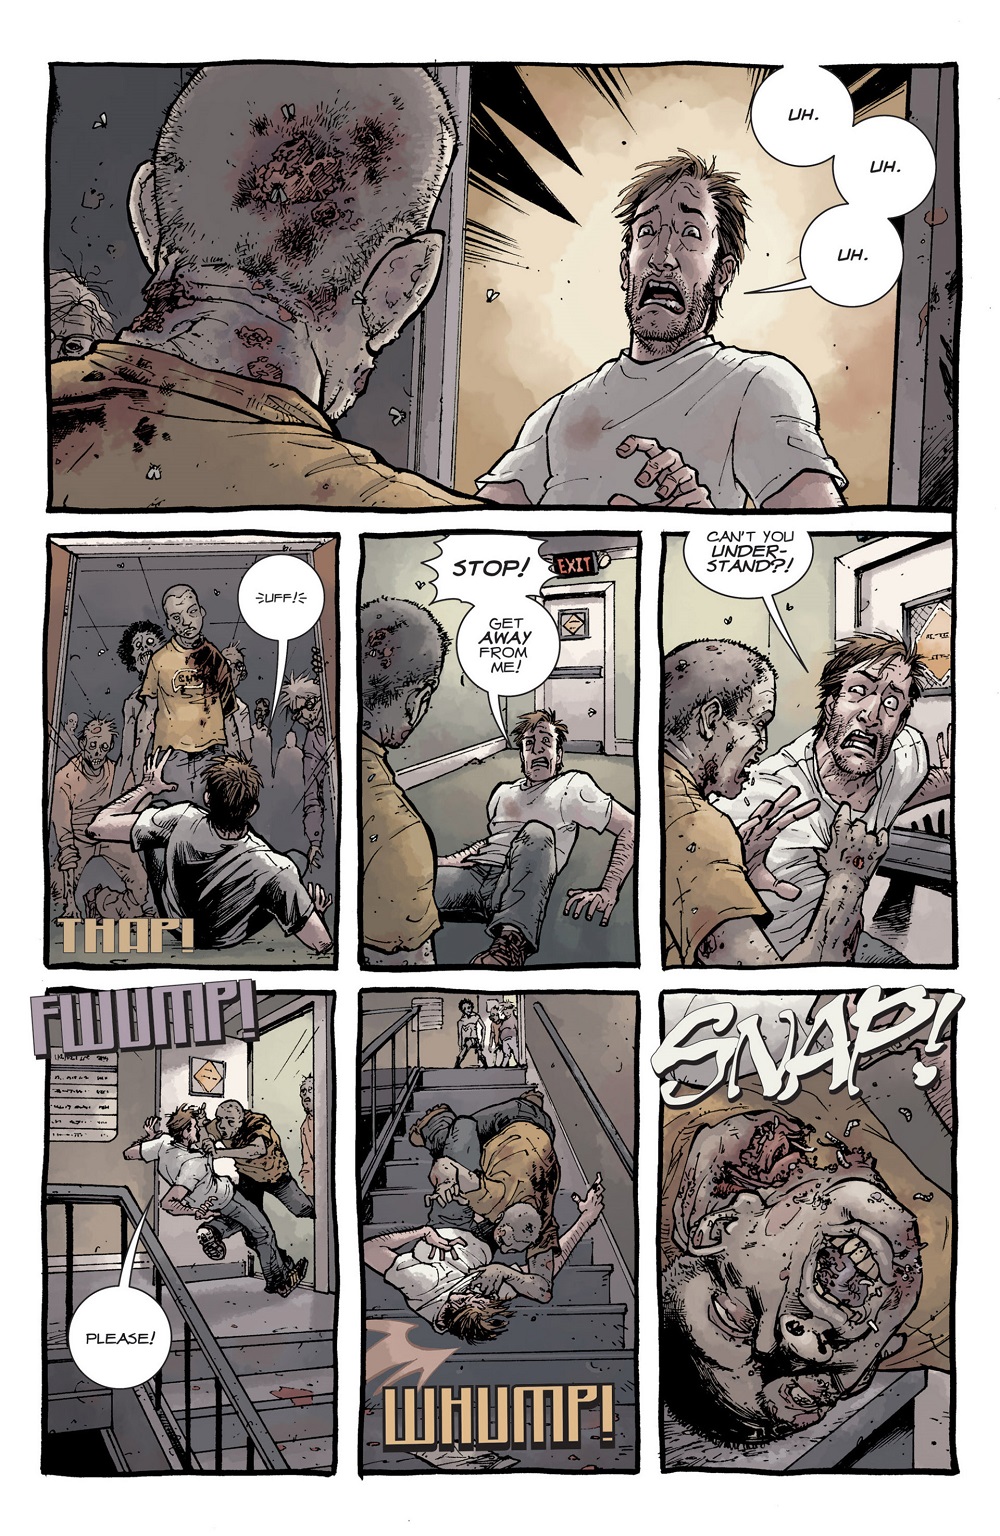 UH.
UH.
UH.
UFF!
THAP!
STOP!
EXIT
GET
AWAY
FROM
ME!
CAN'T YOU
UNDER-
STAND?!
FWUMP!
PLEASE!
WHUMP!
SNAP!